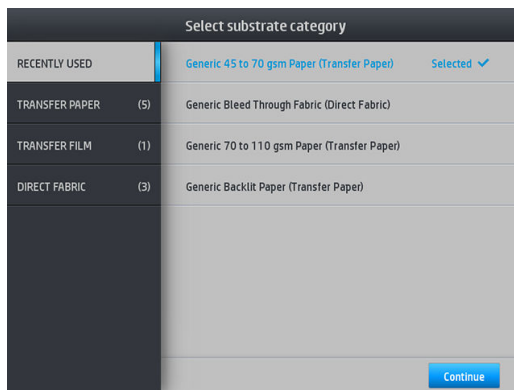 Select substrate category
RECENTLY USED
TRANSFER PAPER (5)
TRANSFER FILM (1)
DIRECT FABRIC (3)
Generic 45 to 70 gsm Paper (Transfer Paper) Selected ✓
Generic Bleed Through Fabric (Direct Fabric)
Generic 70 to 110 gsm Paper (Transfer Paper)
Generic Backlit Paper (Transfer Paper)
Continue